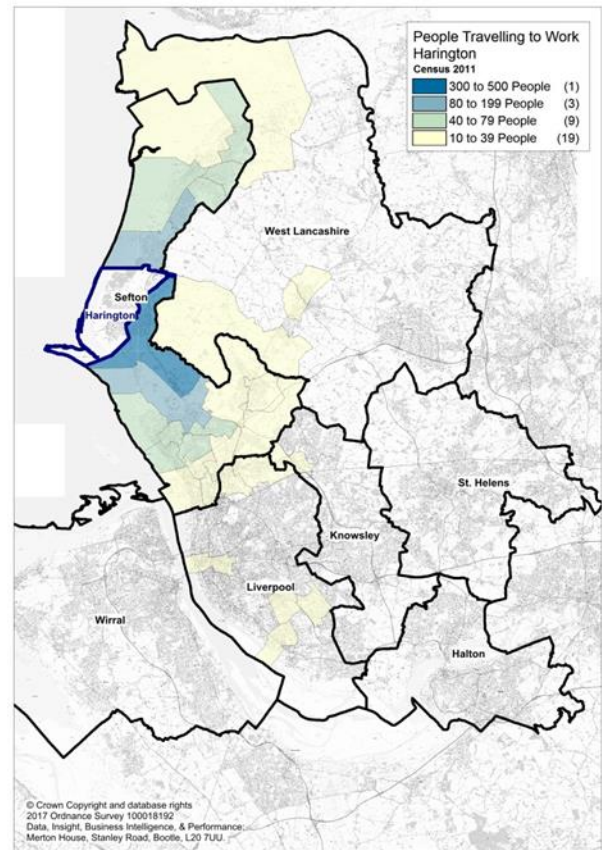 People Travelling to Work
Harington
Census 2011
300 to 500 People (1)
80 to 199 People (3)
40 to 79 People (9)
10 to 39 People (19)
West Lancashire
Sefton
Harington
St. Helens
Knowsley
Liverpool
Wirral
Halton
© Crown Copyright and database rights
2017 Ordnance Survey 100018192
Data, Insight, Business Intelligence, & Performance:
Merton House, Stanley Road, Bootle, L20 7UU.